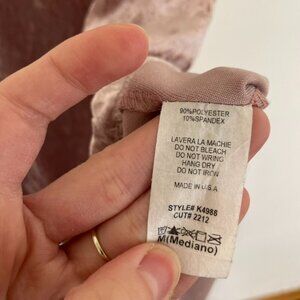 90%POLYESTER
10%SPANDEX
LAVERA LA MACHIE
DO NOT BLEACH
DO NOT WRING
HANG DRY
DO NOT IRON
MADE IN U.S.A
STYLE# K4986
CUT# 2212
M(Mediano)